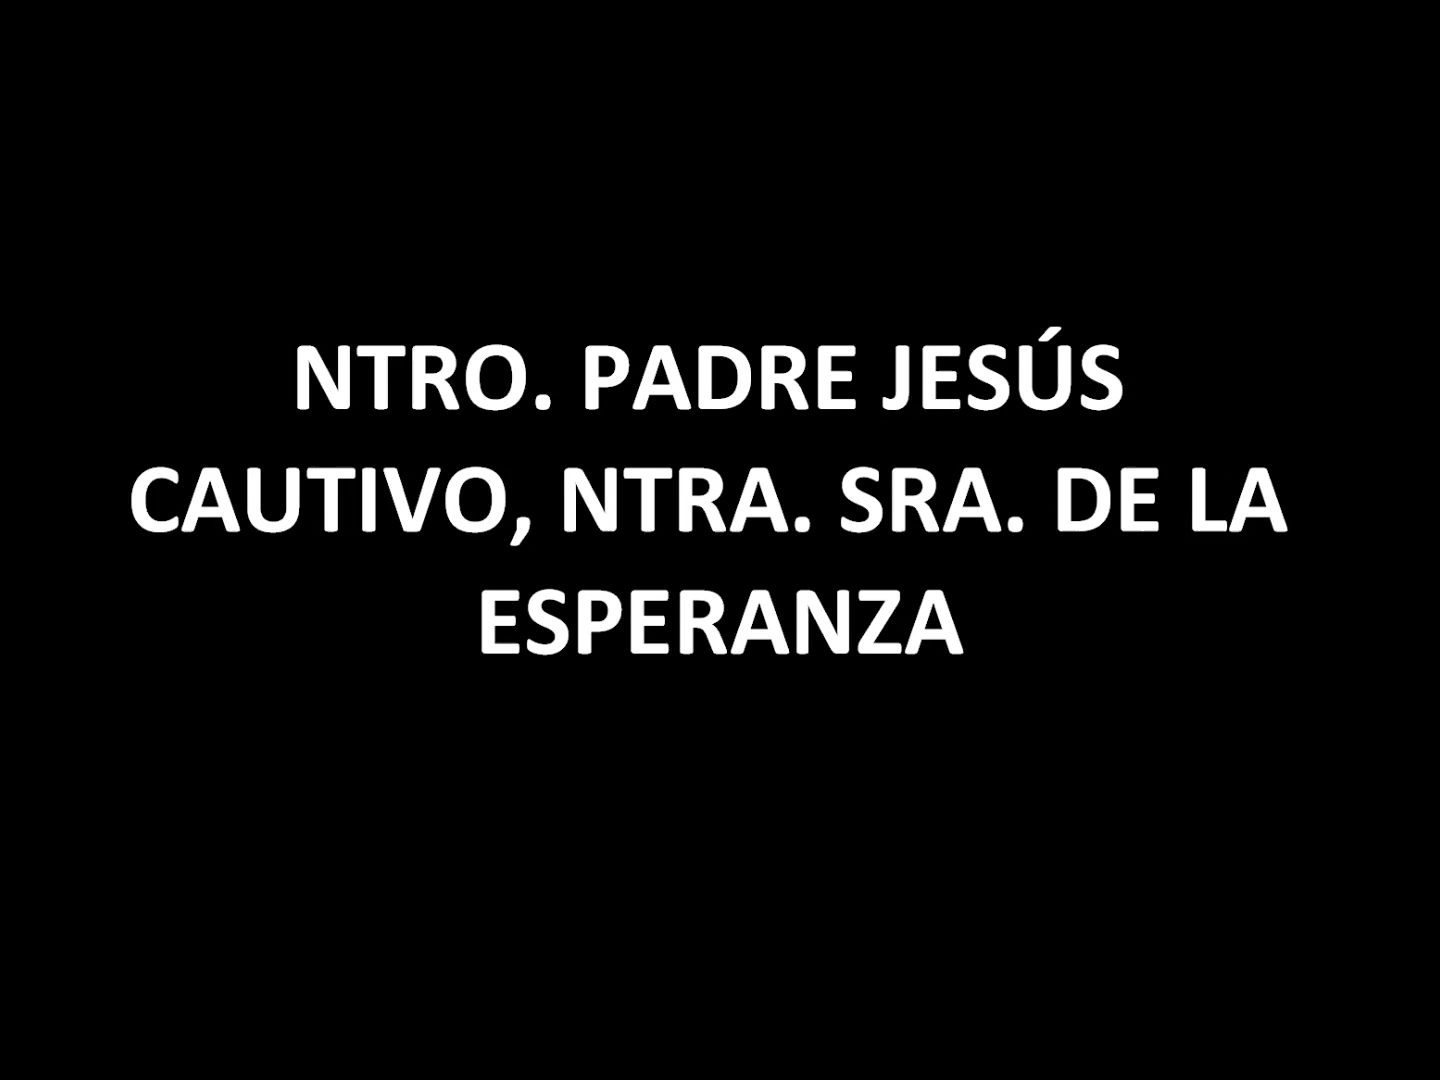 NTRO. PADRE JESÚS
CAUTIVO, NTRA. SRA. DE LA
ESPERANZA